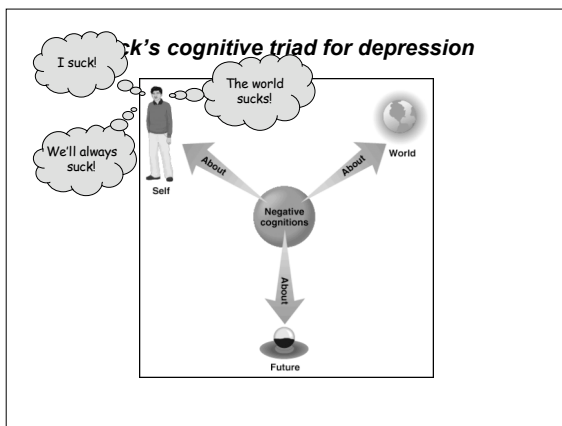 ck's cognitive triad for depression
I suck!
The world
sucks!
We'll always
suck!
Self
World
About
About
Negative
cognitions
About
Future